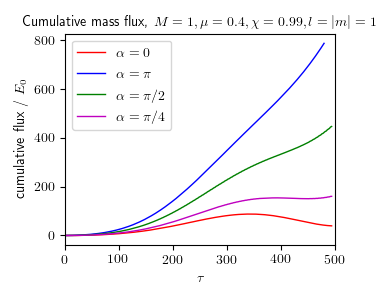 Cumulative mass flux, M = 1, μ = 0.4, χ = 0.99, l = |m| = 1
cumulative flux / E₀
800
600
400
200
0
α = 0
α = π
α = π/2
α = π/4
0 100 200 300 400 500
τ